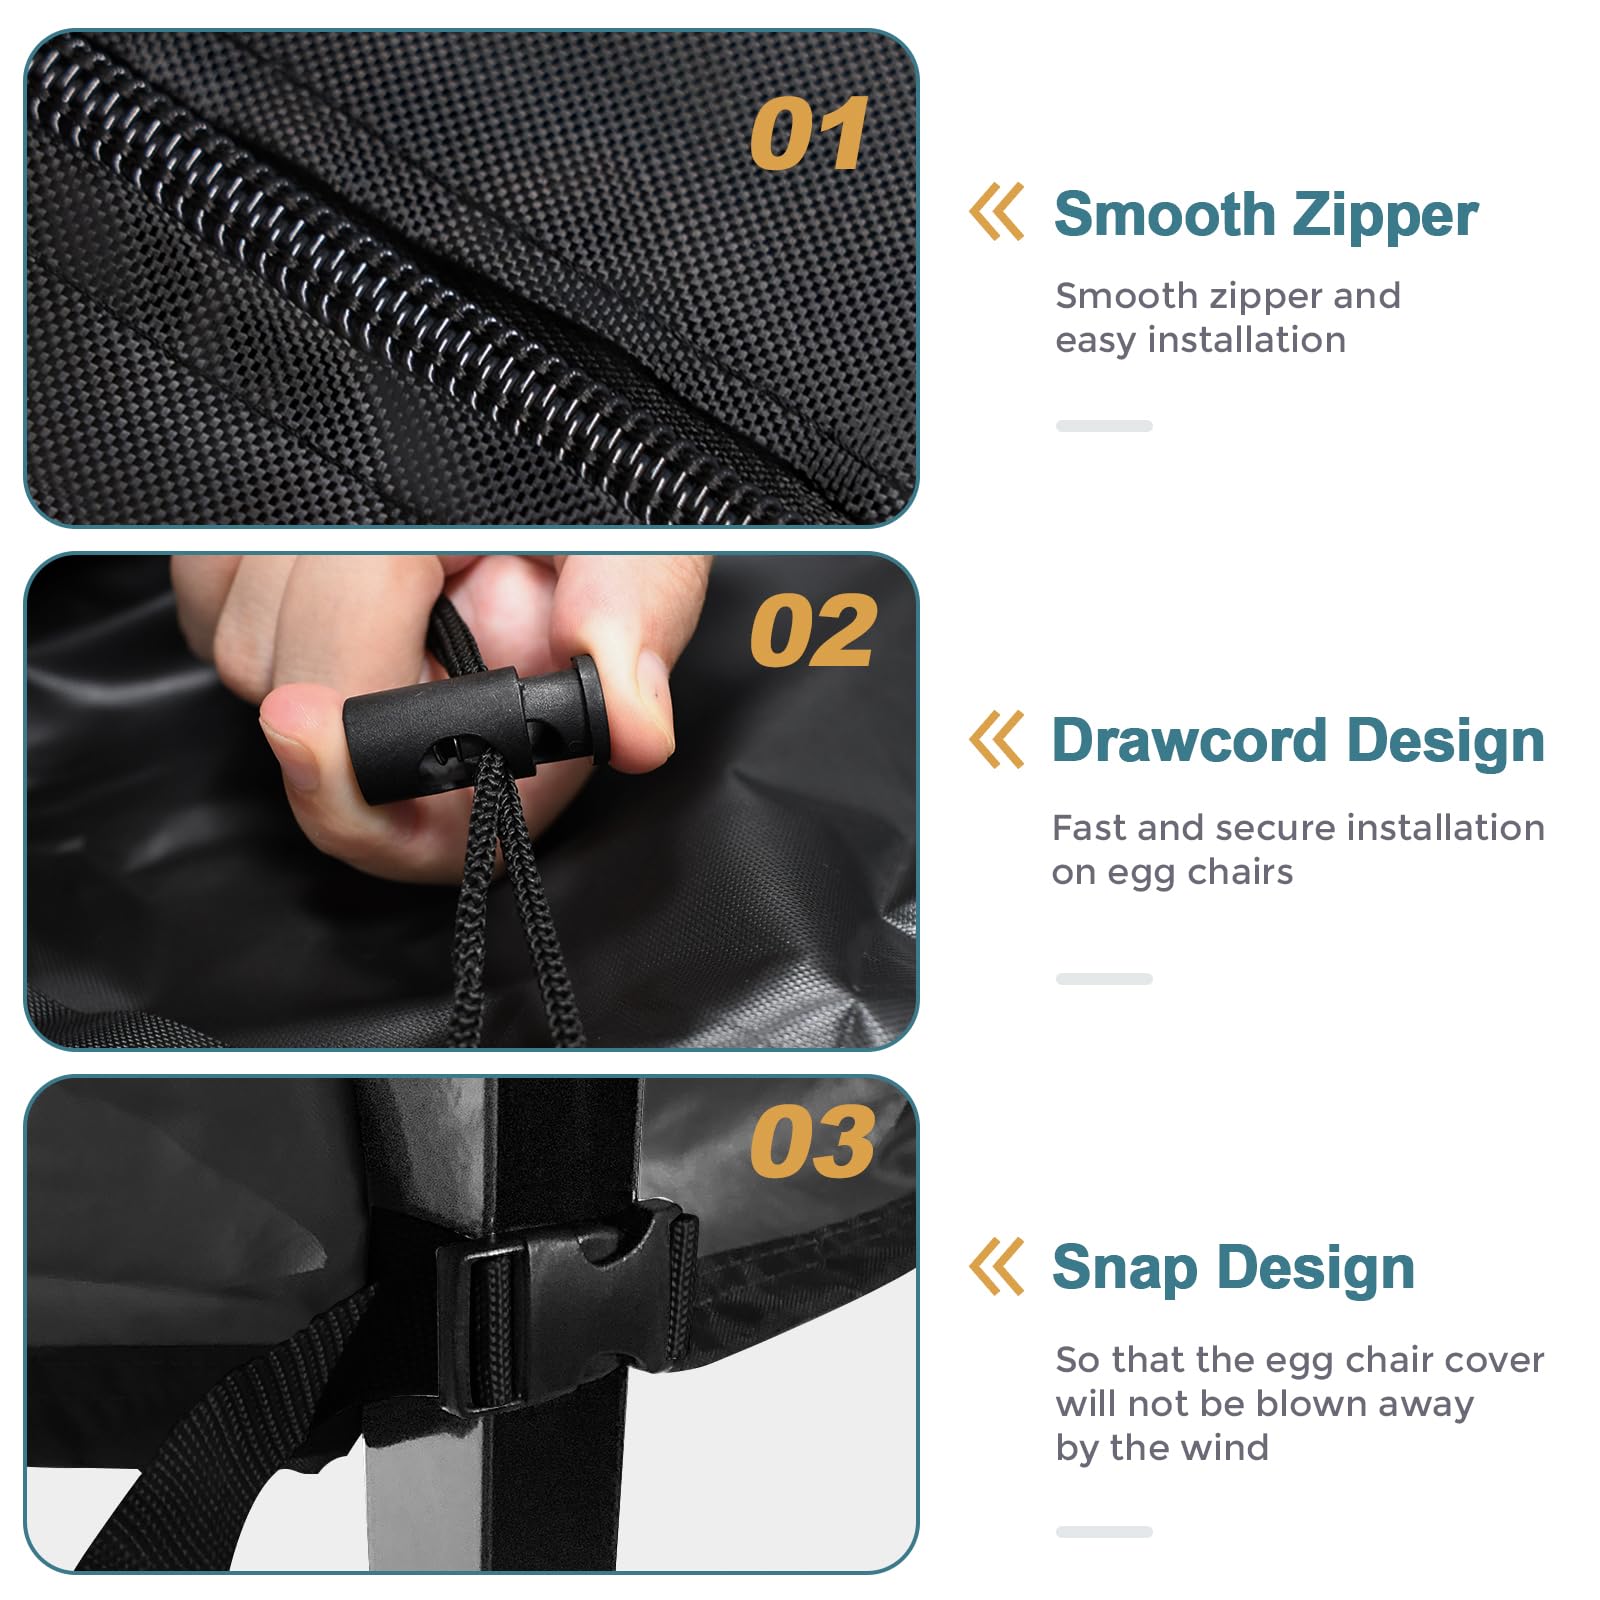 01
Smooth Zipper
Smooth zipper and
easy installation
02
Drawcord Design
Fast and secure installation
on egg chairs
03
Snap Design
So that the egg chair cover
will not be blown away
by the wind